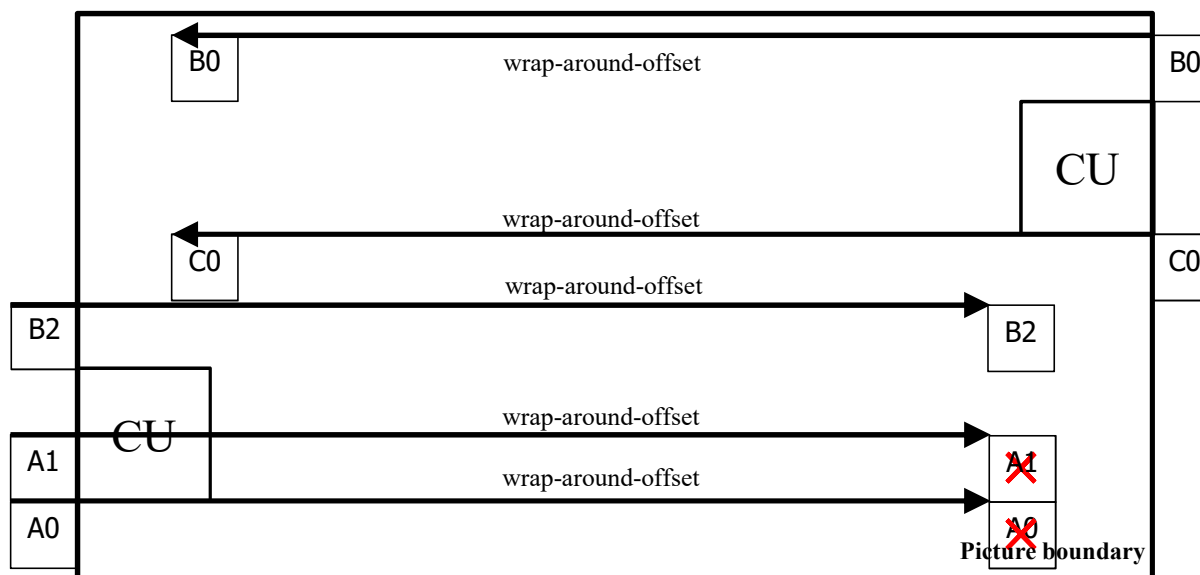 B0
wrap-around-offset
B0
CU
wrap-around-offset
C0
C0
wrap-around-offset
B2
B2
CU
wrap-around-offset
A1
A1
wrap-around-offset
A0
A0
Picture boundary